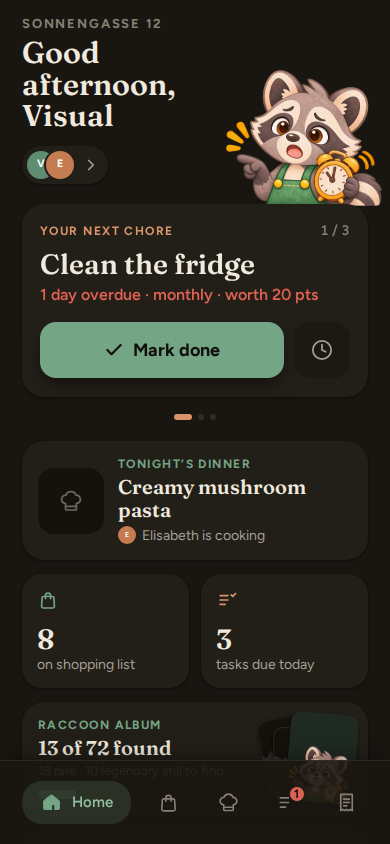 SONNENGASSE 12
Good
afternoon,
Visual
V E
YOUR NEXT CHORE 1 / 3
Clean the fridge
1 day overdue · monthly · worth 20 pts
Mark done
TONIGHT'S DINNER
Creamy mushroom
pasta
E Elisabeth is cooking
8
on shopping list
3
tasks due today
RACCOON ALBUM
13 of 72 found
18 rare · 10 legendary still to find
Home
1